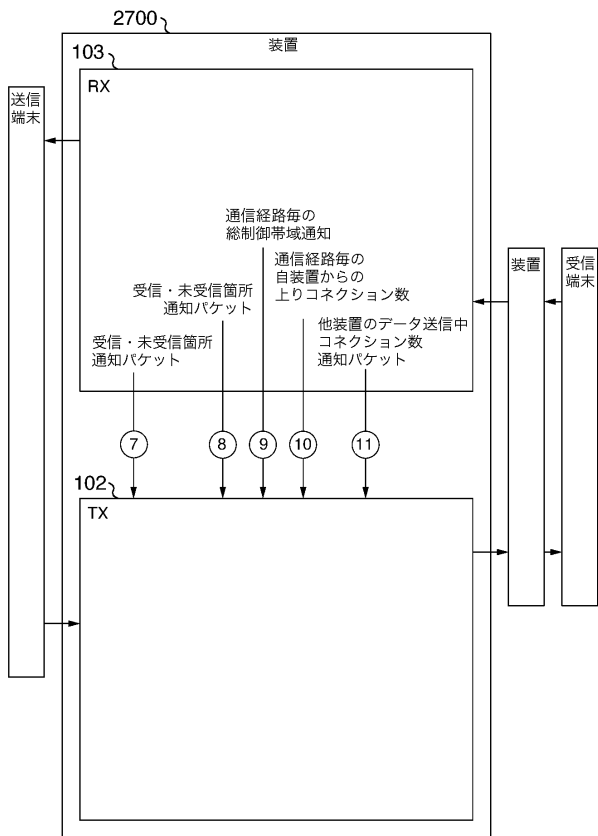 2700
装置
103
RX
送信
端末
通信経路毎の
総制御帯域通知
通信経路毎の
自装置からの
上りコネクション数
受信・未受信箇所
通知パケット
他装置のデータ送信中
コネクション数
通知パケット
受信・未受信箇所
通知パケット
装置
受信
端末
7
8
9
10
11
102
TX